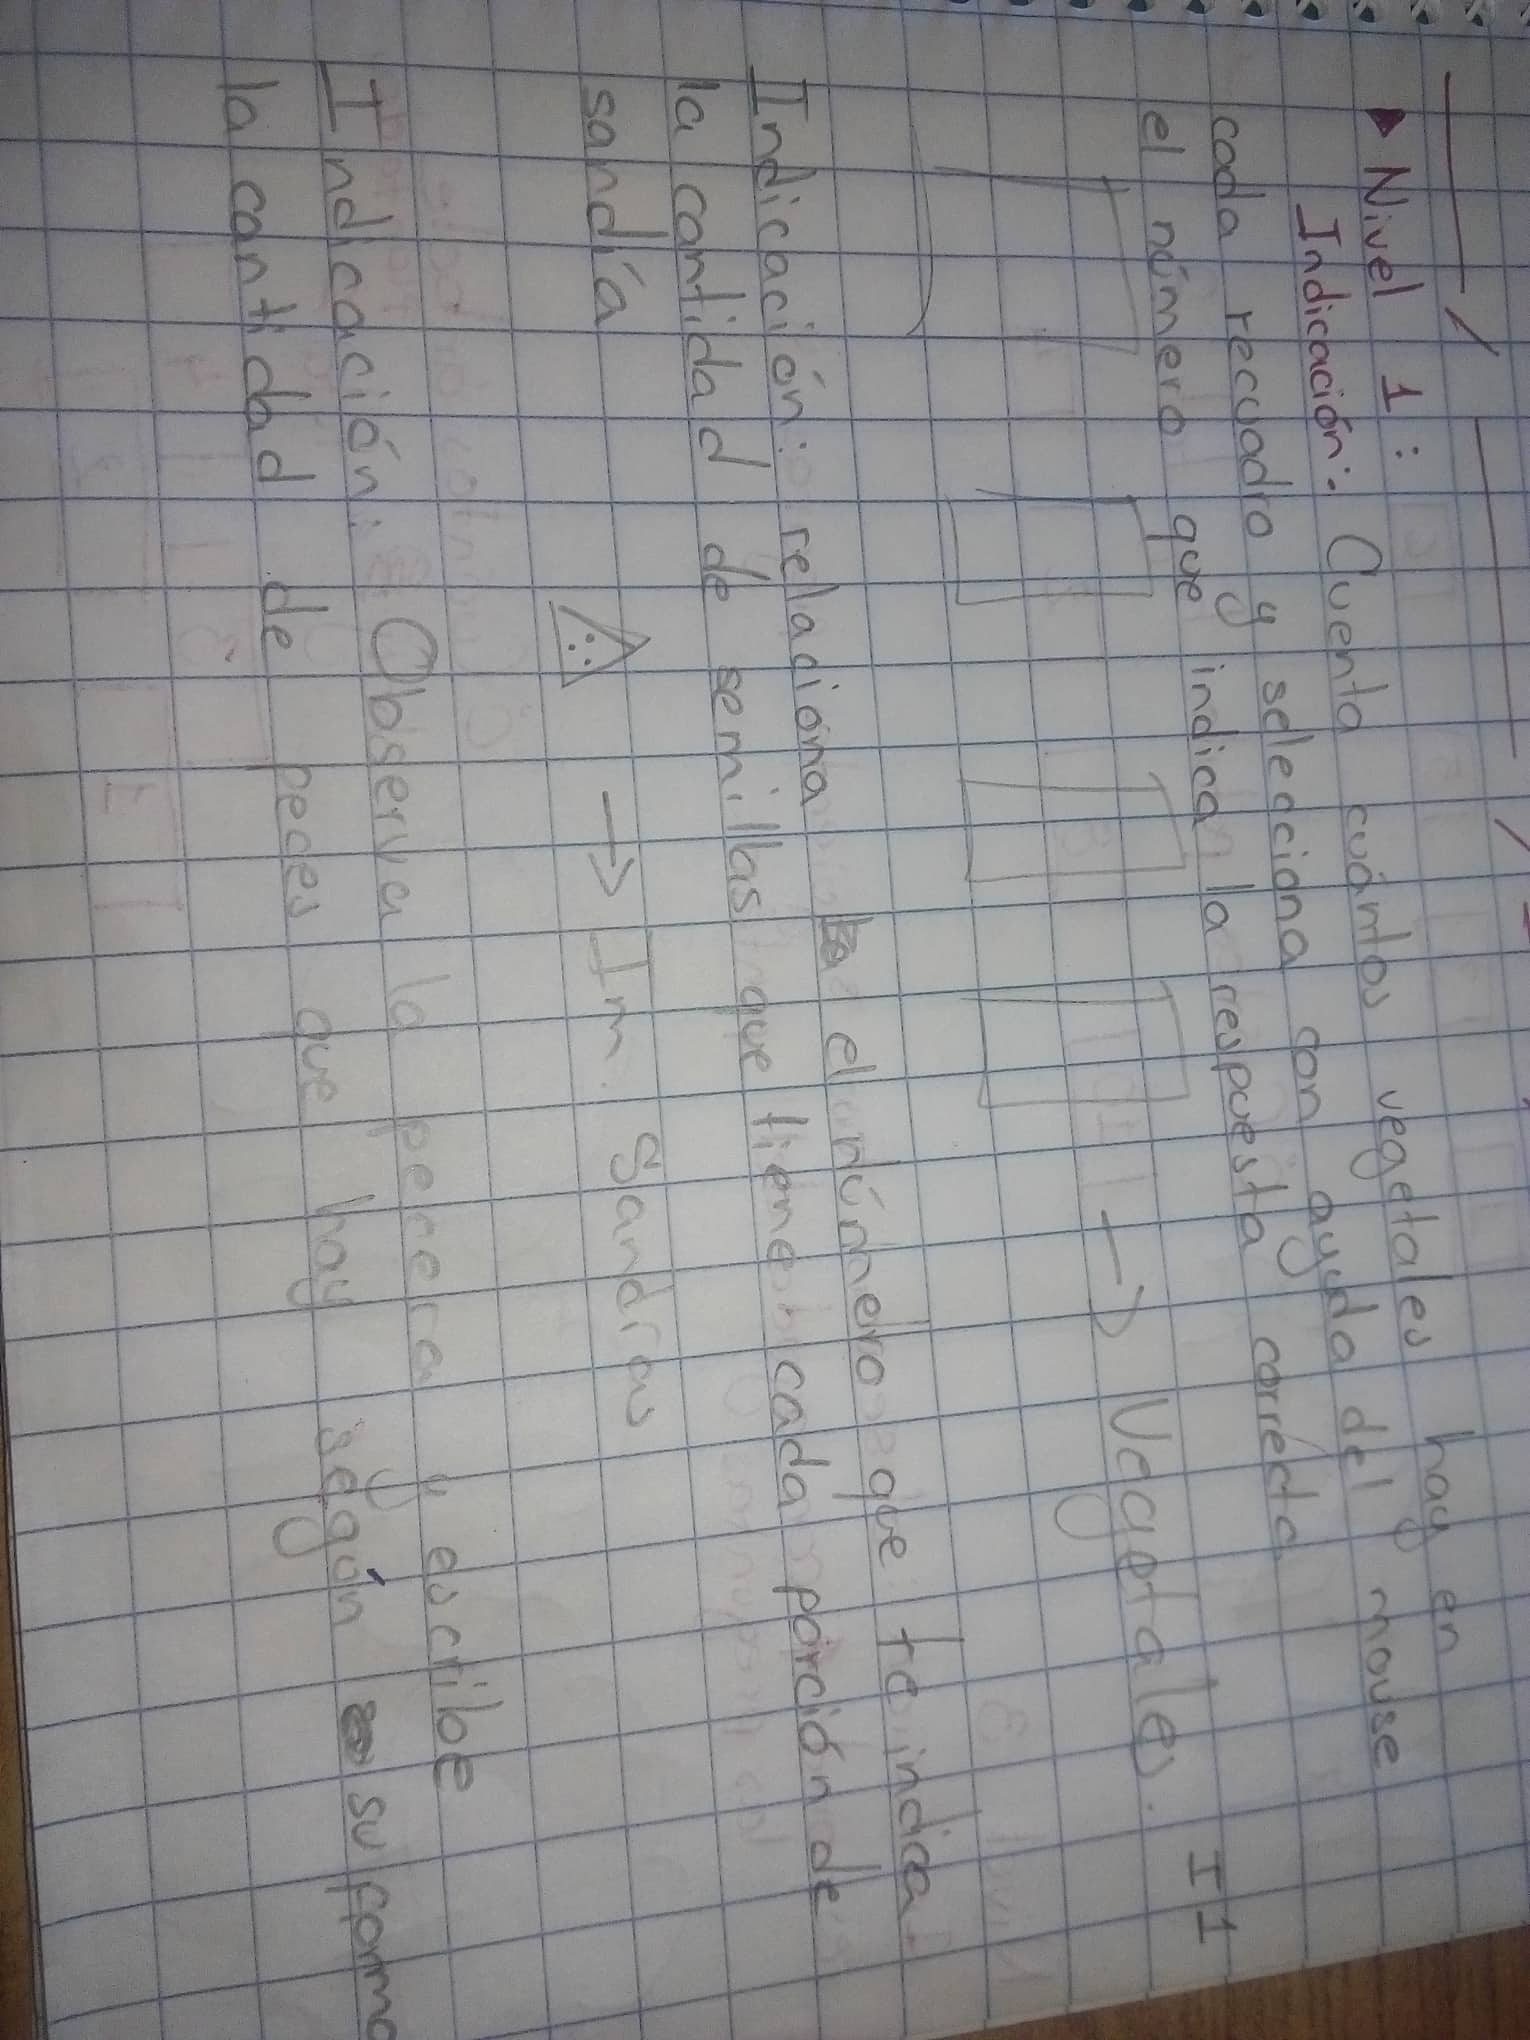 ▸ Nivel 1:
Indicación: Cuenta cuántos vegetales hay en
cada recuadro y selecciona con ayuda del mouse
el número que indica la respuesta correcta
→ Vegetales. I1
Indicación: relaciona el número que te indica
la cantidad de semillas que tiene cada porción de
sandía
→ Im. Sandías
Indicación: Observa la pecera y escribe
la cantidad de peces que hay según su forma